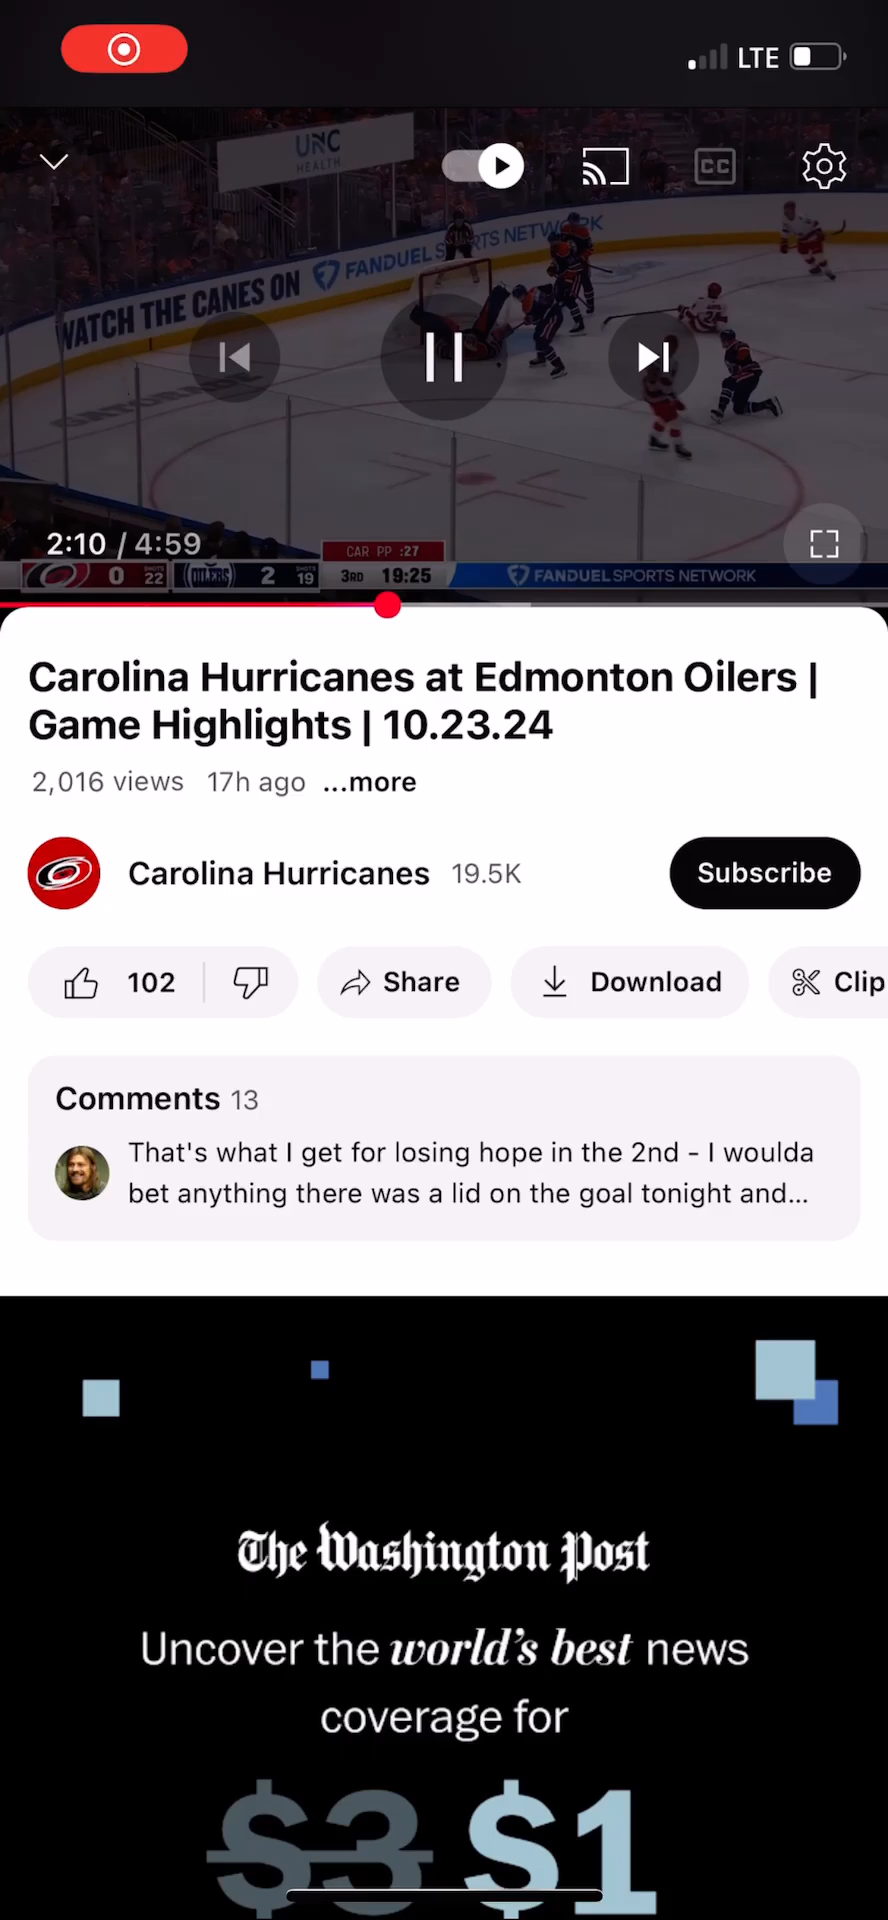 LTE
UNC
HEALTH
CC
WATCH THE CANES ON
FANDUEL SPORTS NETWORK
2:10 / 4:59
CAR PP :27
0 SHOTS 22 OILERS 2 SHOTS 19 3RD 19:25 FANDUEL SPORTS NETWORK
Carolina Hurricanes at Edmonton Oilers |
Game Highlights | 10.23.24
2,016 views 17h ago ...more
Carolina Hurricanes 19.5K Subscribe
102 Share Download Clip
Comments 13
That's what I get for losing hope in the 2nd - I woulda
bet anything there was a lid on the goal tonight and...
The Washington Post
Uncover the world's best news
coverage for
$3 $1